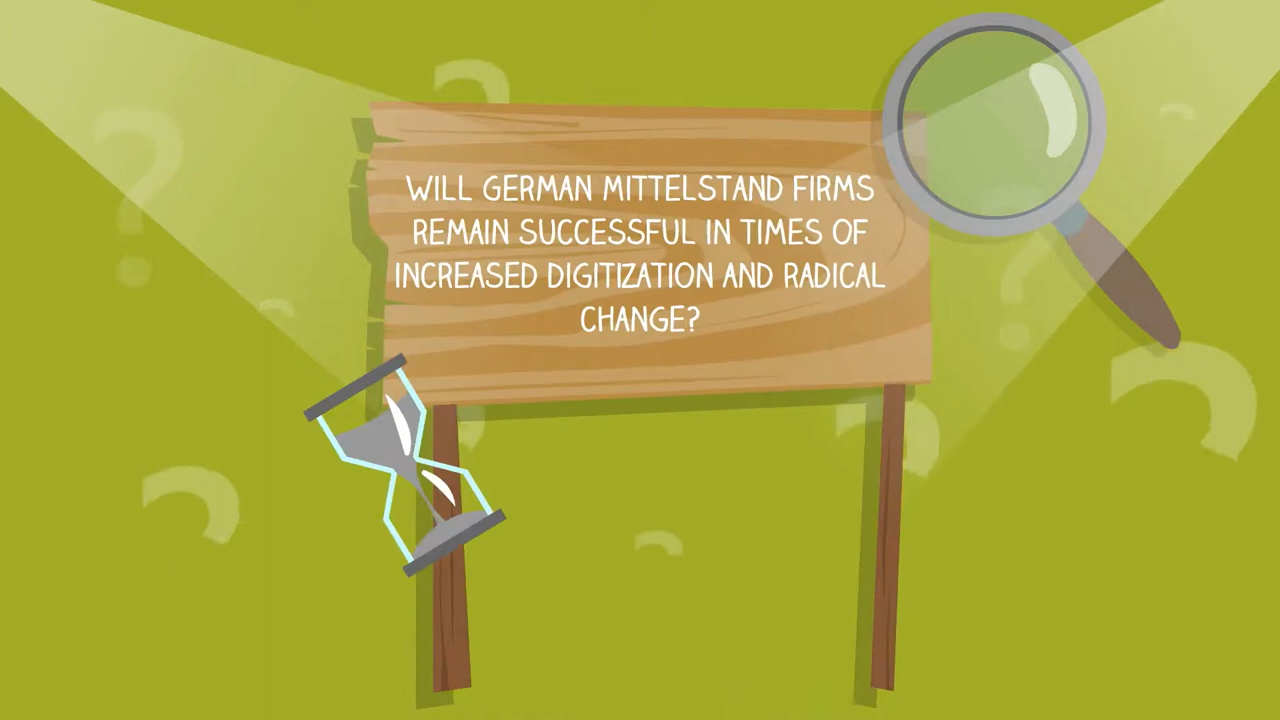 WILL GERMAN MITTELSTAND FIRMS
REMAIN SUCCESSFUL IN TIMES OF
INCREASED DIGITIZATION AND RADICAL
CHANGE?